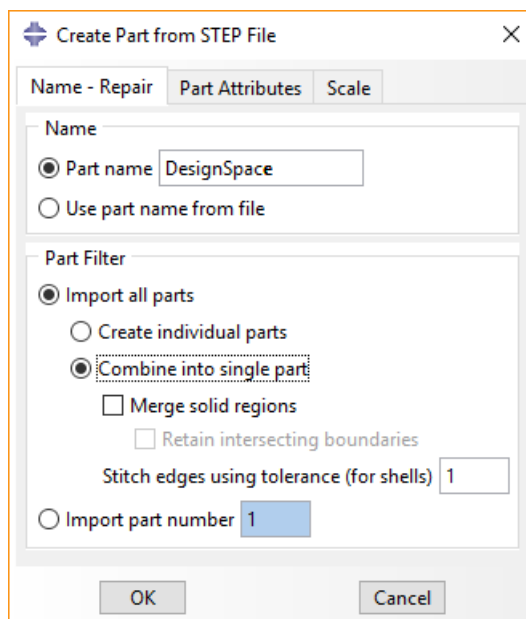 Create Part from STEP File
Name - Repair Part Attributes Scale
Name
Part name DesignSpace
Use part name from file
Part Filter
Import all parts
Create individual parts
Combine into single part
Merge solid regions
Retain intersecting boundaries
Stitch edges using tolerance (for shells) 1
Import part number 1
OK Cancel